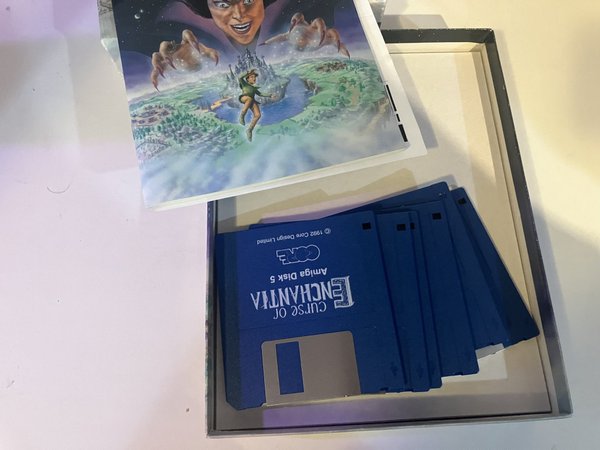 CURSE OF
ENCHANTIA
Amiga Disk 5
CORE
© 1992 Core Design Limited